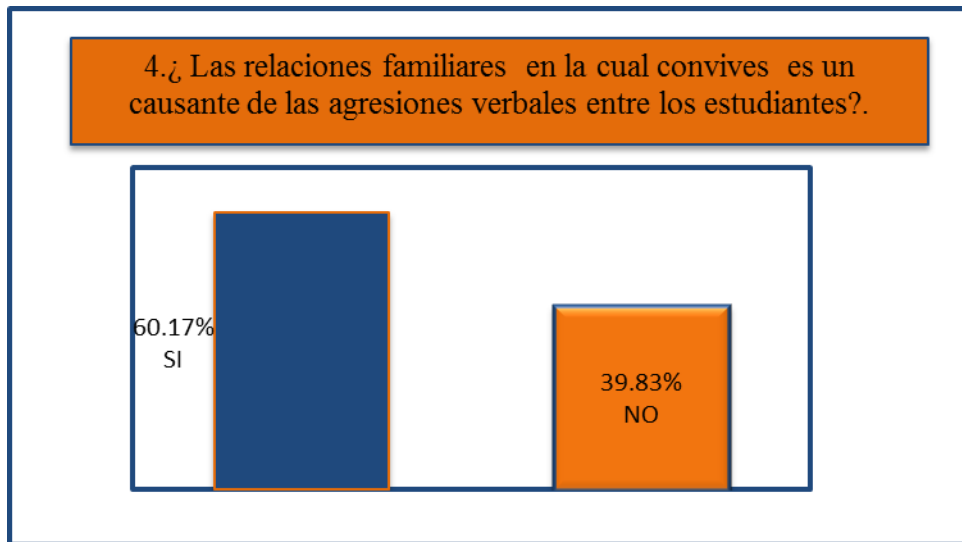 4.¿ Las relaciones familiares en la cual convives es un
causante de las agresiones verbales entre los estudiantes?.
60.17%
SI
39.83%
NO